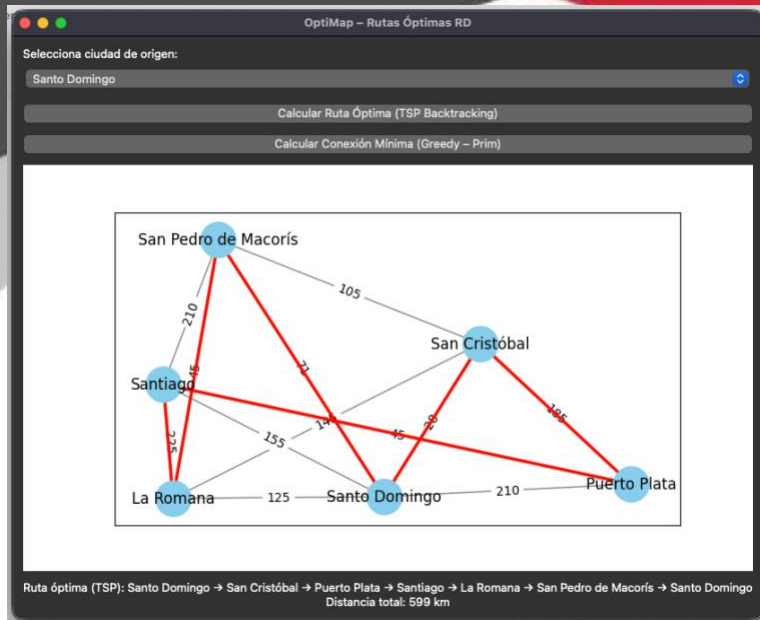 OptiMap – Rutas Óptimas RD
Selecciona ciudad de origen:
Santo Domingo
Calcular Ruta Óptima (TSP Backtracking)
Calcular Conexión Mínima (Greedy – Prim)
San Pedro de Macorís
105
210
San Cristóbal
45
71
Santiago
185
28
45
225
155
Puerto Plata
La Romana
125
Santo Domingo
210
Ruta óptima (TSP): Santo Domingo → San Cristóbal → Puerto Plata → Santiago → La Romana → San Pedro de Macorís → Santo Domingo
Distancia total: 599 km